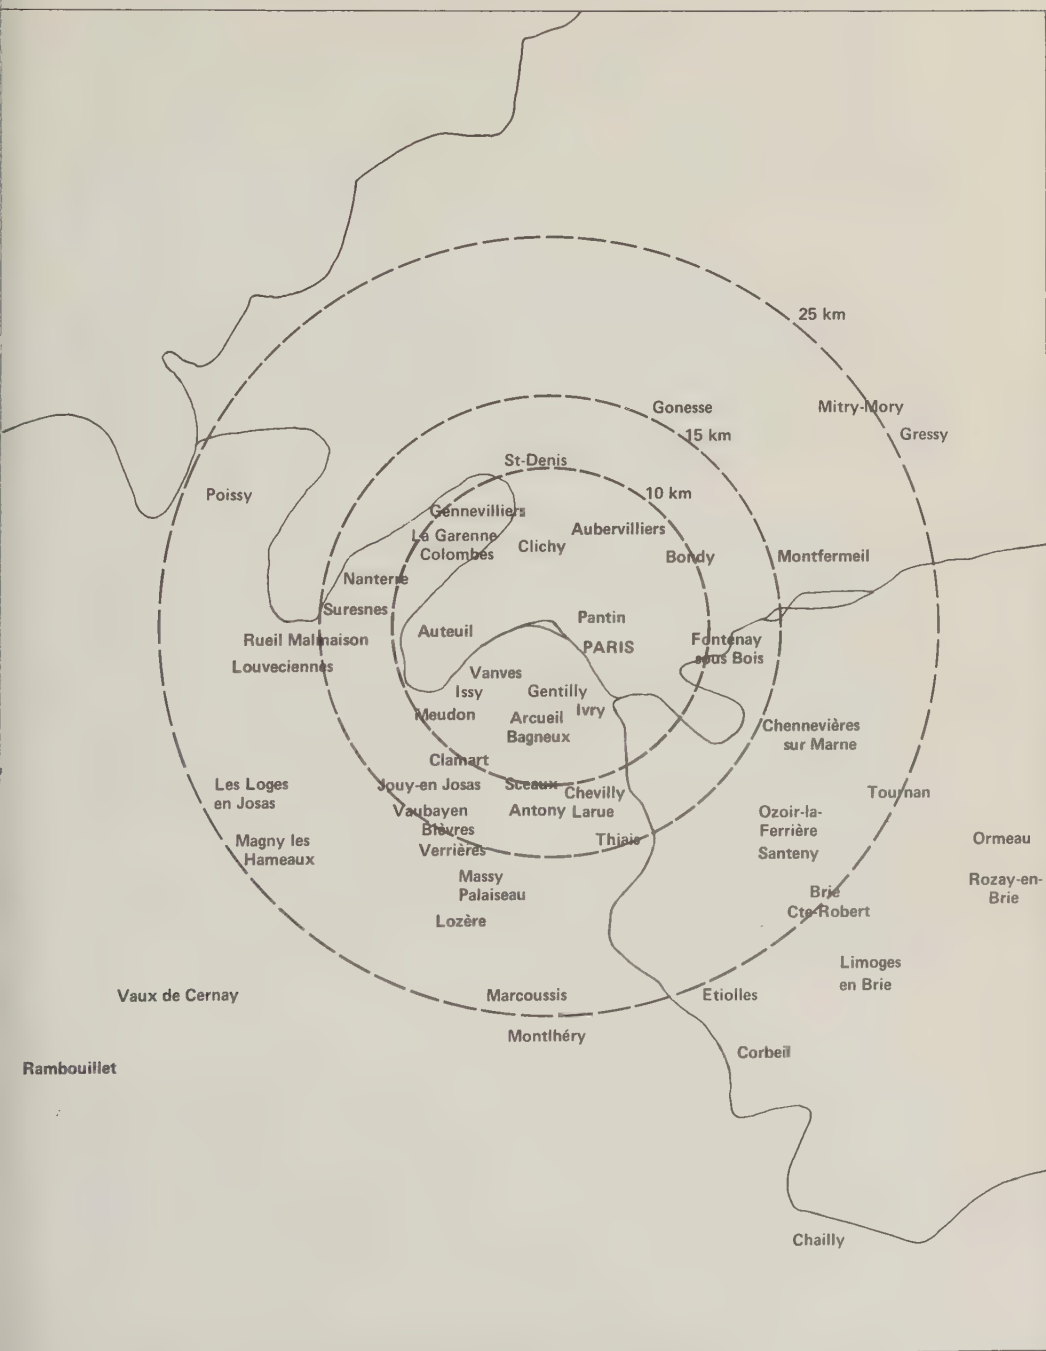 25 km
Gonesse
Mitry-Mory
15 km
Gressy
St-Denis
10 km
Poissy
Gennevilliers
Aubervilliers
La Garenne
Colombes
Clichy
Bondy
Montfermeil
Nanterre
Suresnes
Pantin
Auteuil
Rueil Malmaison
PARIS
Fontenay
sous Bois
Louveciennes
Vanves
Issy
Gentilly
Ivry
Meudon
Arcueil
Bagneux
Chennevières
sur Marne
Clamart
Les Loges
en Josas
Jouy-en Josas
Sceaux
Chevilly
Larue
Tournan
Vaubayen
Bièvres
Antony
Ozoir-la-
Ferrière
Magny les
Hameaux
Verrières
Thiais
Santeny
Ormeau
Massy
Palaiseau
Rozay-en-
Brie
Brie
Cte-Robert
Lozère
Limoges
en Brie
Vaux de Cernay
Marcoussis
Etiolles
Montlhéry
Corbeil
Rambouillet
Chailly